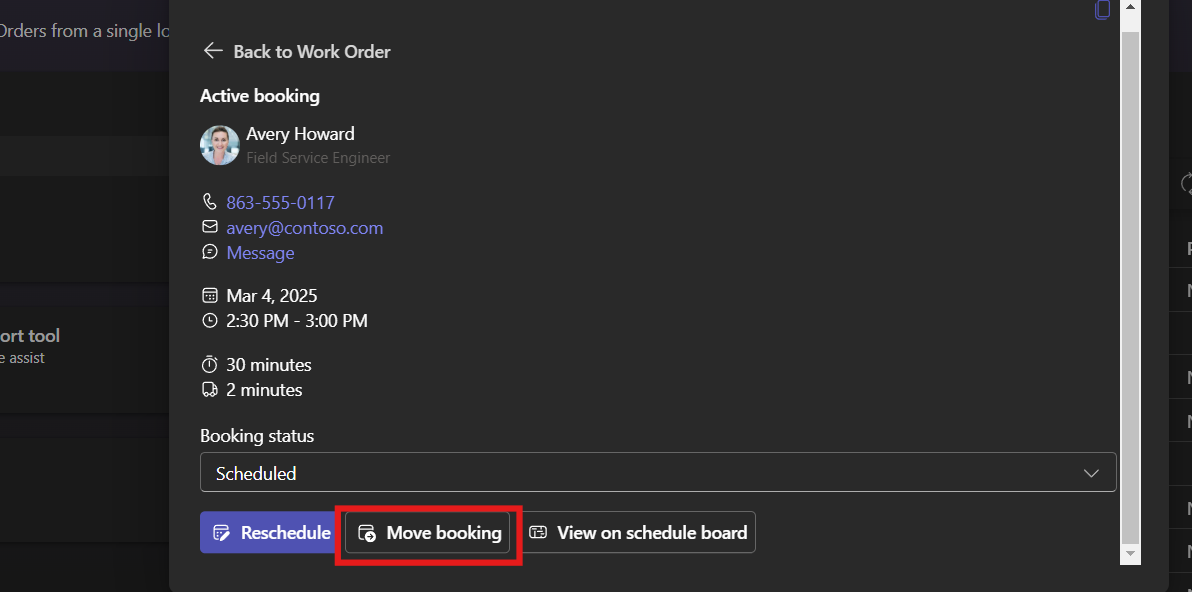 Orders from a single lo
Back to Work Order
Active booking
Avery Howard
Field Service Engineer
863-555-0117
avery@contoso.com
Message
Mar 4, 2025
2:30 PM - 3:00 PM
ort tool
e assist
30 minutes
2 minutes
Booking status
Scheduled
Reschedule
Move booking
View on schedule board